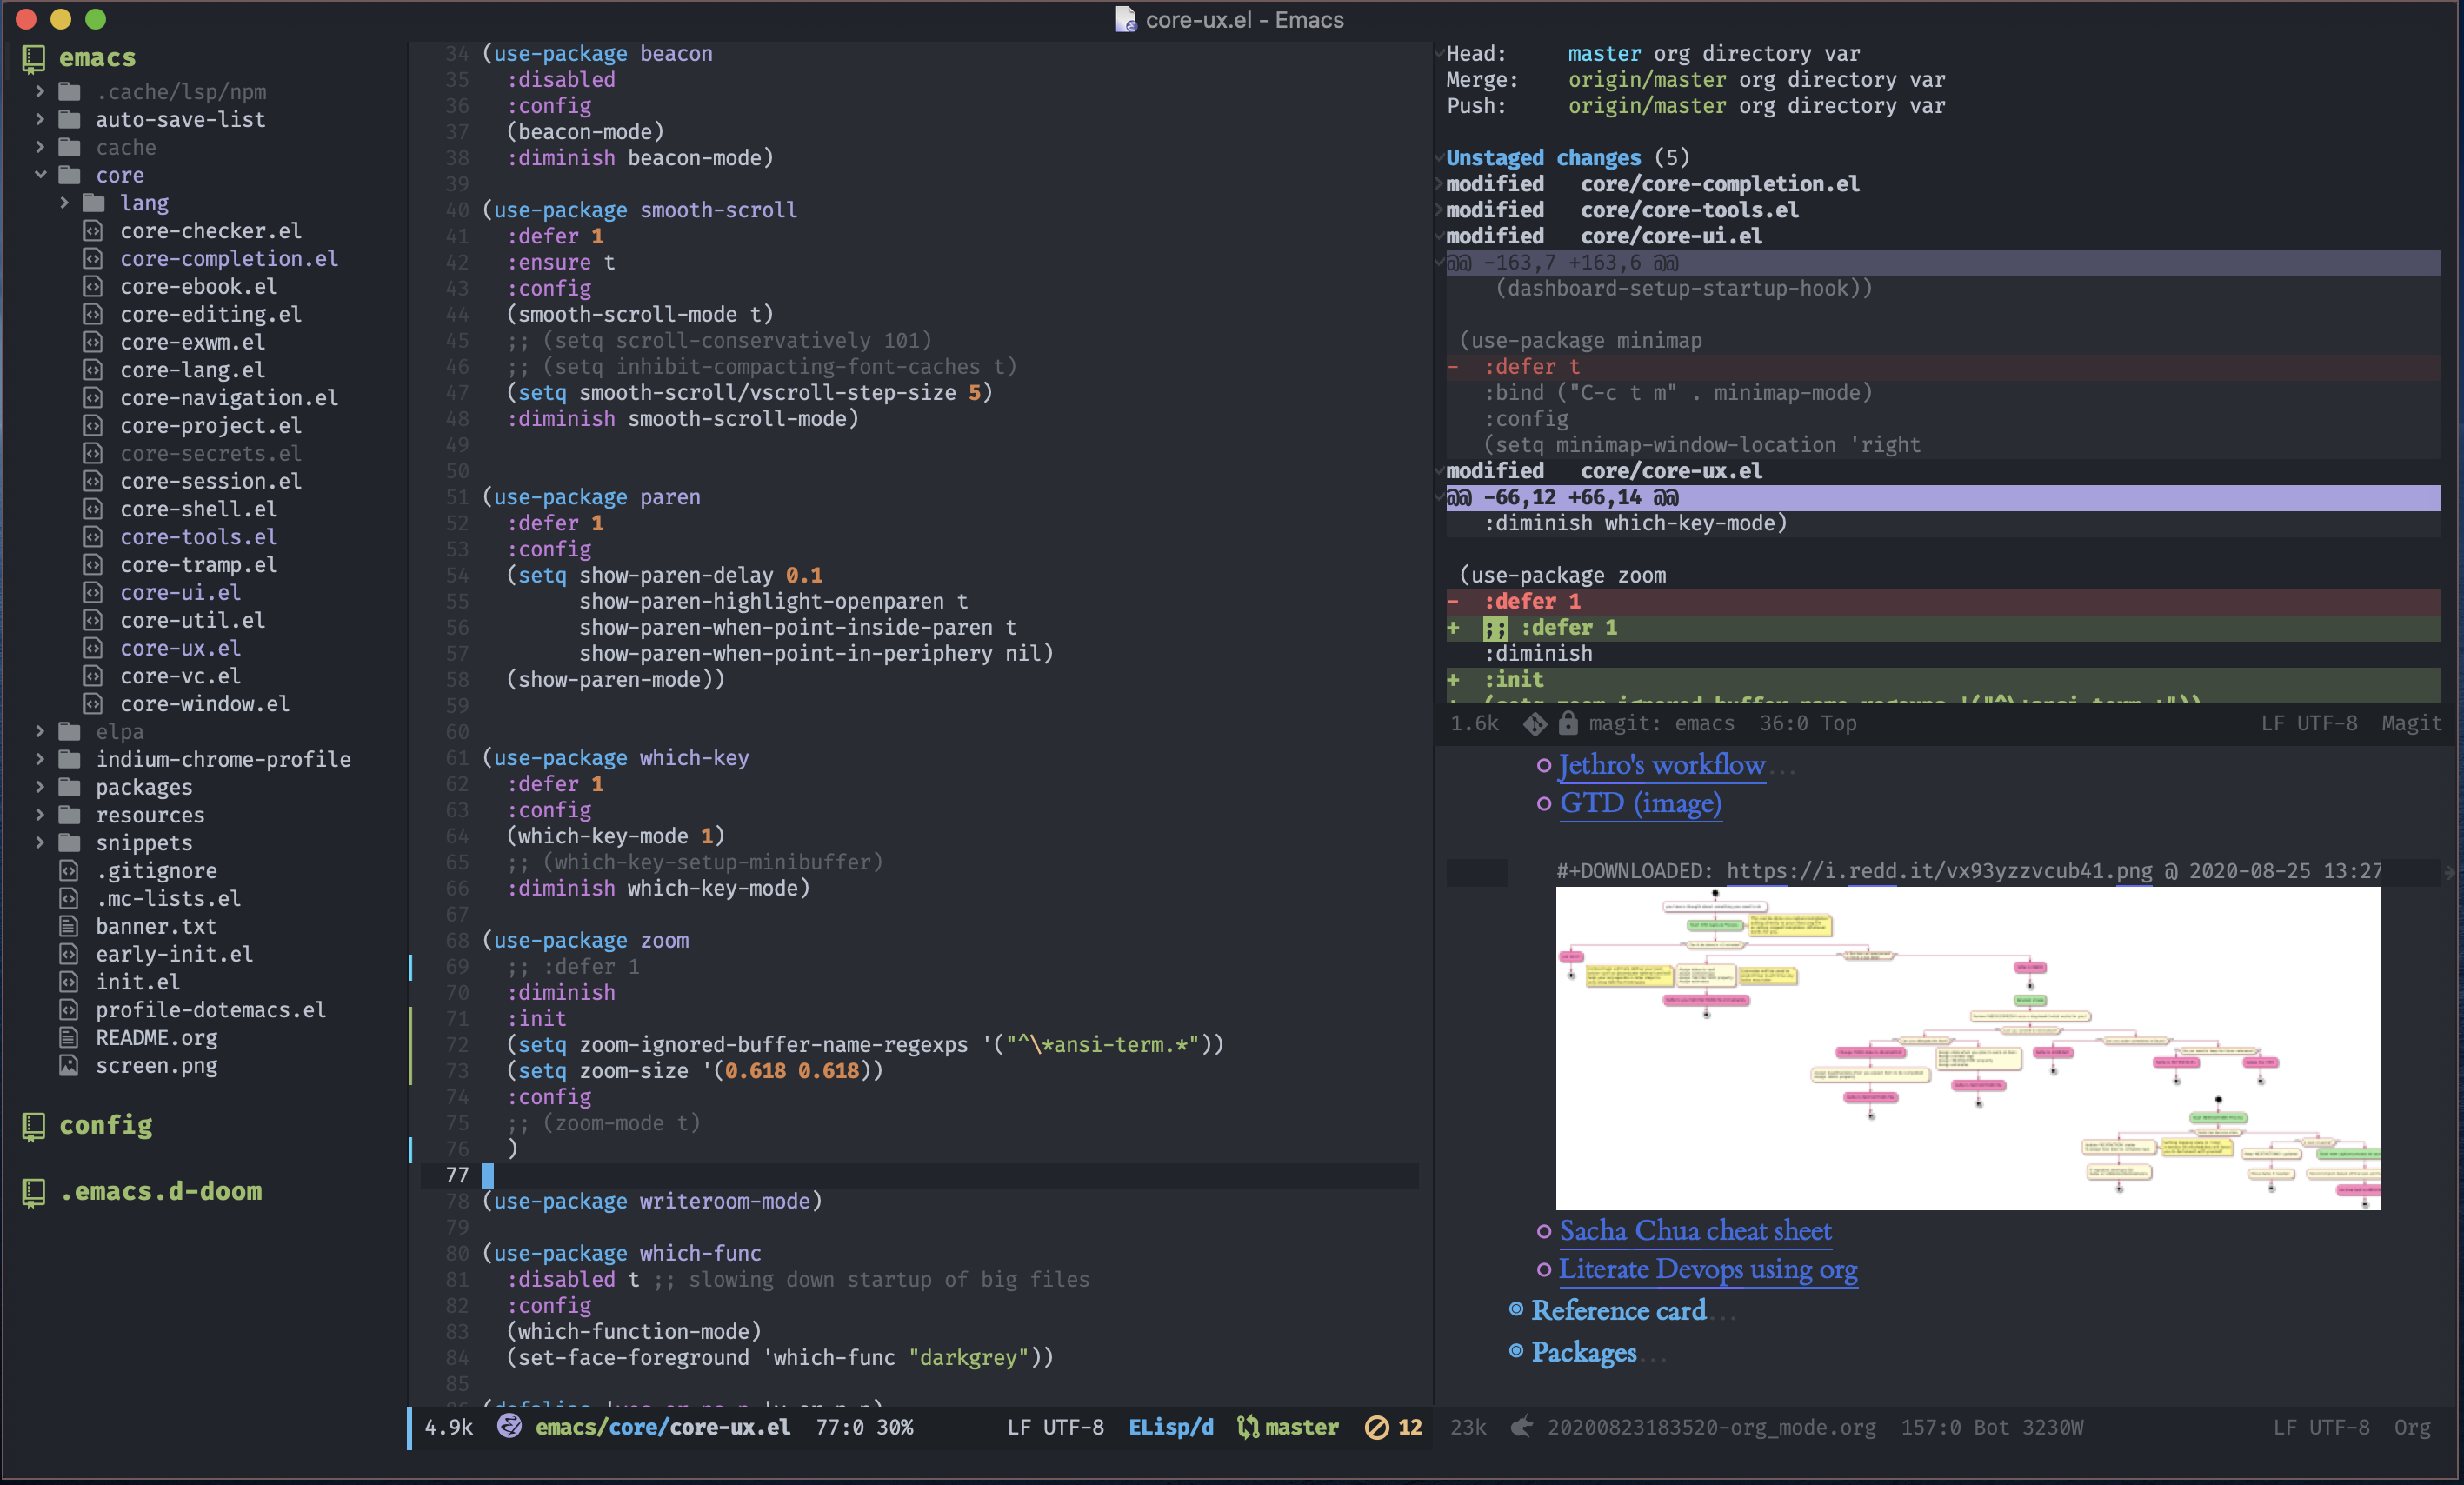 core-ux.el - Emacs
emacs
.cache/lsp/npm
auto-save-list
cache
core
lang
core-checker.el
core-completion.el
core-ebook.el
core-editing.el
core-exwm.el
core-lang.el
core-navigation.el
core-project.el
core-secrets.el
core-session.el
core-shell.el
core-tools.el
core-tramp.el
core-ui.el
core-util.el
core-ux.el
core-vc.el
core-window.el
elpa
indium-chrome-profile
packages
resources
snippets
.gitignore
.mc-lists.el
banner.txt
early-init.el
init.el
profile-dotemacs.el
README.org
screen.png
config
.emacs.d-doom
34 (use-package beacon
35   :disabled
36   :config
37   (beacon-mode)
38   :diminish beacon-mode)
39
40 (use-package smooth-scroll
41   :defer 1
42   :ensure t
43   :config
44   (smooth-scroll-mode t)
45   ;; (setq scroll-conservatively 101)
46   ;; (setq inhibit-compacting-font-caches t)
47   (setq smooth-scroll/vscroll-step-size 5)
48   :diminish smooth-scroll-mode)
49
50
51 (use-package paren
52   :defer 1
53   :config
54   (setq show-paren-delay 0.1
55         show-paren-highlight-openparen t
56         show-paren-when-point-inside-paren t
57         show-paren-when-point-in-periphery nil)
58   (show-paren-mode))
59
60
61 (use-package which-key
62   :defer 1
63   :config
64   (which-key-mode 1)
65   ;; (which-key-setup-minibuffer)
66   :diminish which-key-mode)
67
68 (use-package zoom
69   ;; :defer 1
70   :diminish
71   :init
72   (setq zoom-ignored-buffer-name-regexps '("^\*ansi-term.*"))
73   (setq zoom-size '(0.618 0.618))
74   :config
75   ;; (zoom-mode t)
76   )
77
78 (use-package writeroom-mode)
79
80 (use-package which-func
81   :disabled t ;; slowing down startup of big files
82   :config
83   (which-function-mode)
84   (set-face-foreground 'which-func "darkgrey"))
85
4.9k emacs/core/core-ux.el 77:0 30% LF UTF-8 ELisp/d master 12
Head:     master org directory var
Merge:    origin/master org directory var
Push:     origin/master org directory var
Unstaged changes (5)
modified   core/core-completion.el
modified   core/core-tools.el
modified   core/core-ui.el
@@ -163,7 +163,6 @@
(dashboard-setup-startup-hook))
(use-package minimap
-  :defer t
:bind ("C-c t m" . minimap-mode)
:config
(setq minimap-window-location 'right
modified   core/core-ux.el
@@ -66,12 +66,14 @@
:diminish which-key-mode)
(use-package zoom
-  :defer 1
+  ;; :defer 1
:diminish
+  :init
+  (setq zoom-ignored-buffer-name-regexps '("^\*ansi-term.*"))
1.6k magit: emacs 36:0 Top LF UTF-8 Magit
Jethro's workflow...
GTD (image)
#+DOWNLOADED: https://i.redd.it/vx93yzzvcub41.png @ 2020-08-25 13:27
Sacha Chua cheat sheet
Literate Devops using org
Reference card...
Packages...
23k 20200823183520-org_mode.org 157:0 Bot 3230W LF UTF-8 Org